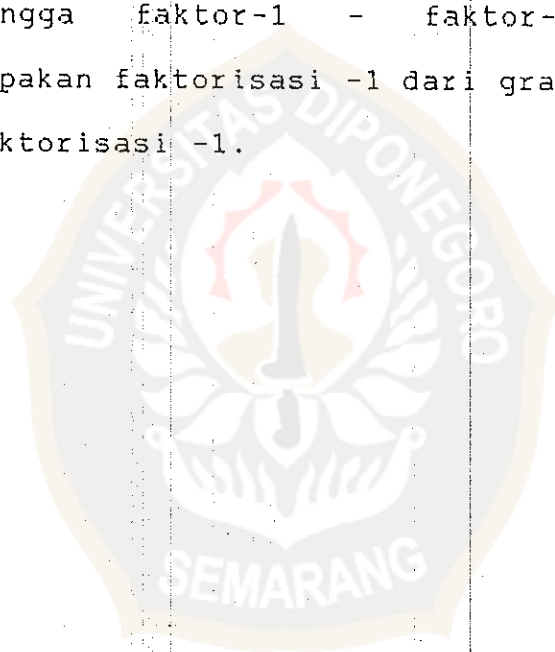 ngga faktor-1 - faktor-
pakan faktorisasi -1 dari gra
ktorisasi -1.
UNIVERSITAS DIPONEGORO
SEMARANG